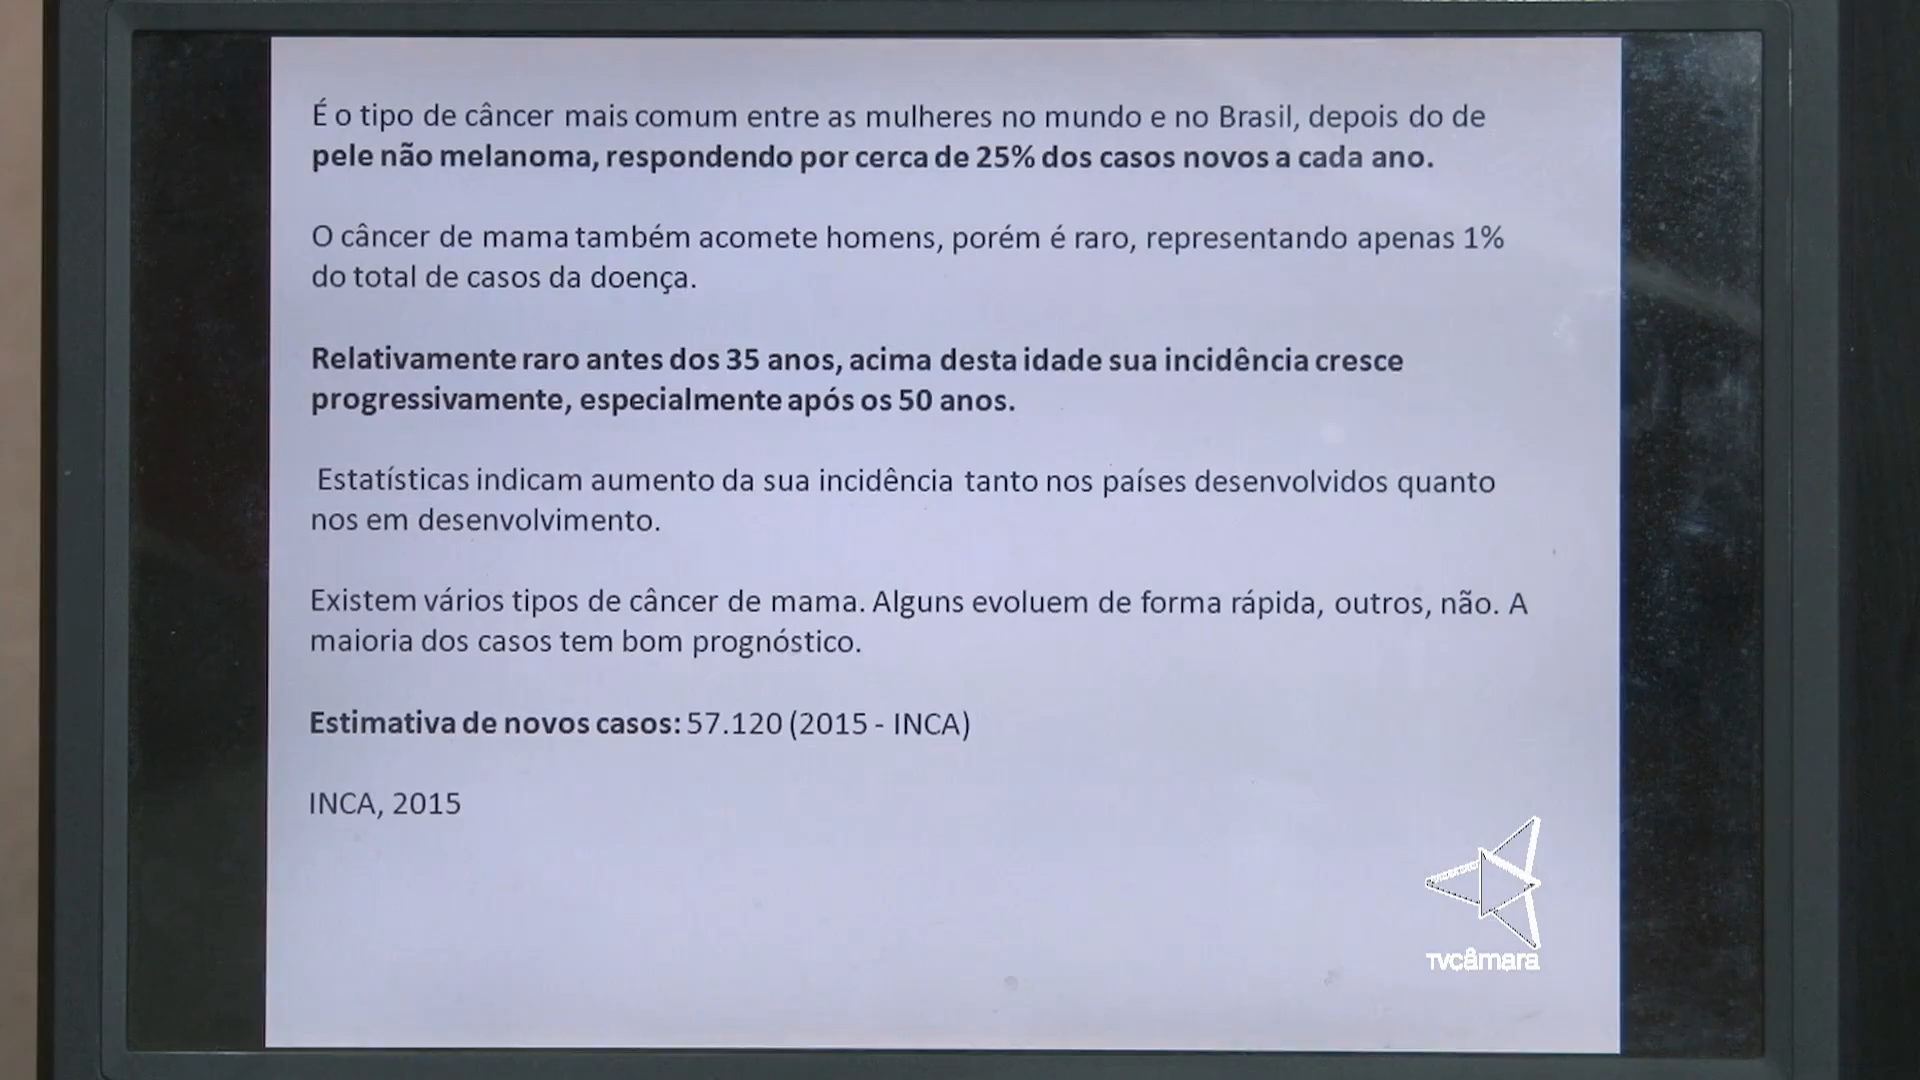 É o tipo de câncer mais comum entre as mulheres no mundo e no Brasil, depois do de
pele não melanoma, respondendo por cerca de 25% dos casos novos a cada ano.
O câncer de mama também acomete homens, porém é raro, representando apenas 1%
do total de casos da doença.
Relativamente raro antes dos 35 anos, acima desta idade sua incidência cresce
progressivamente, especialmente após os 50 anos.
Estatísticas indicam aumento da sua incidência tanto nos países desenvolvidos quanto
nos em desenvolvimento.
Existem vários tipos de câncer de mama. Alguns evoluem de forma rápida, outros, não. A
maioria dos casos tem bom prognóstico.
Estimativa de novos casos: 57.120 (2015 - INCA)
INCA, 2015
TVCâmara